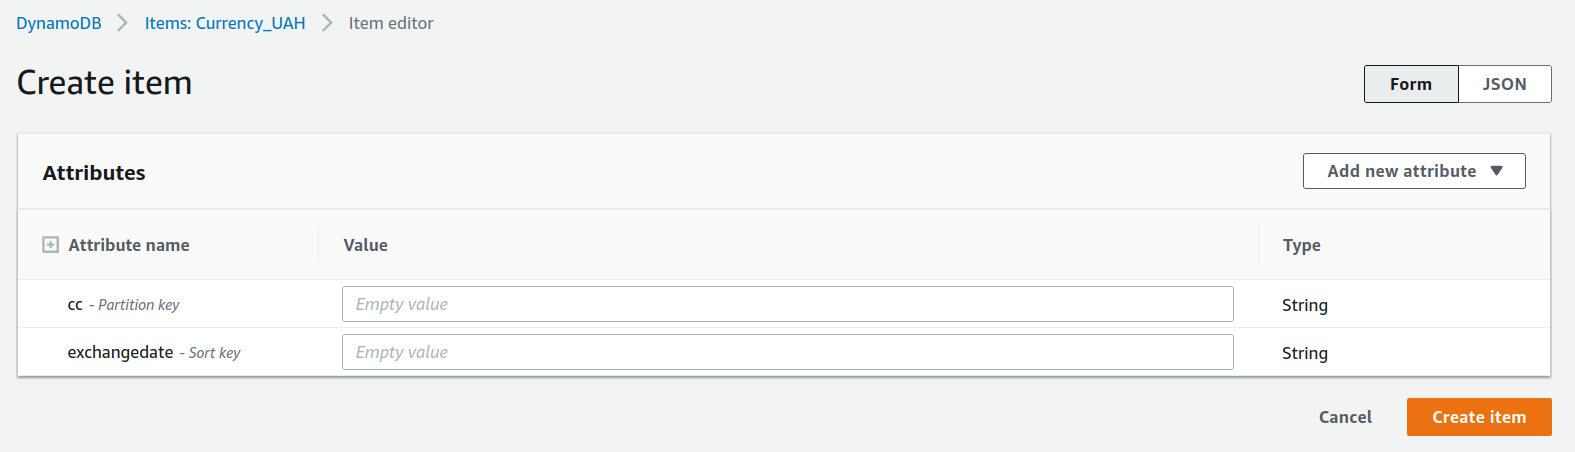 DynamoDB > Items: Currency_UAH > Item editor
Create item
Form JSON
Attributes
Add new attribute ▼
Attribute name Value Type
cc - Partition key Empty value String
exchangedate - Sort key Empty value String
Cancel Create item